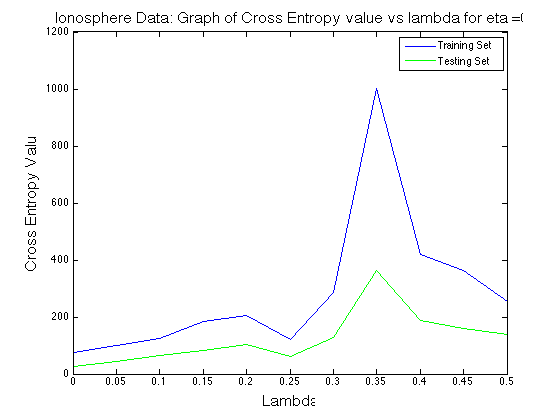 Ionosphere Data: Graph of Cross Entropy value vs lambda for eta =0
1200
Training Set
Testing Set
1000
800
600
400
200
0
Cross Entropy Valu
0 0.05 0.1 0.15 0.2 0.25 0.3 0.35 0.4 0.45 0.5
Lambda